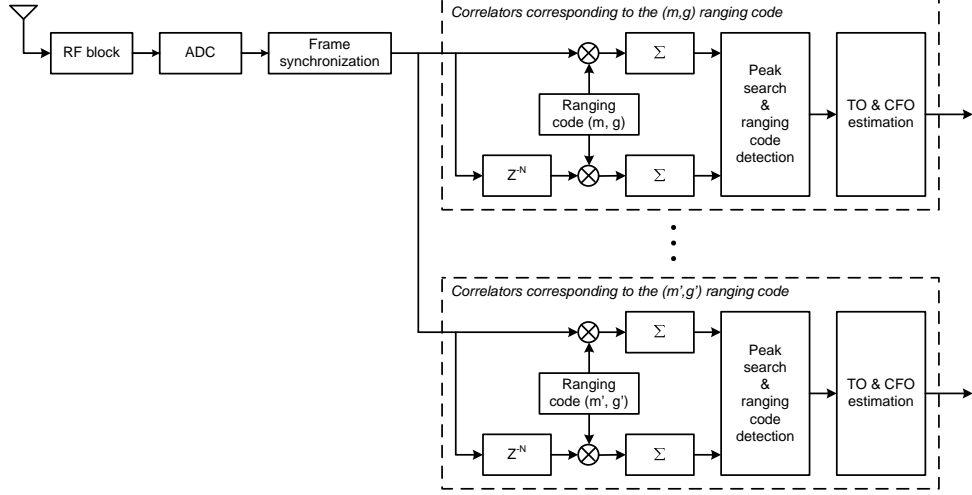 Correlators corresponding to the (m,g) ranging code
RF block
ADC
Frame
synchronization
Σ
Ranging
code (m, g)
Z-N
Σ
Peak
search
&
ranging
code
detection
TO & CFO
estimation
Correlators corresponding to the (m',g') ranging code
Σ
Ranging
code (m', g')
Z-N
Σ
Peak
search
&
ranging
code
detection
TO & CFO
estimation